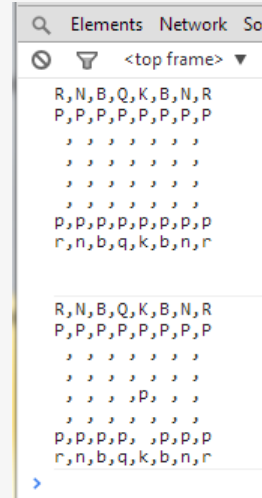 Elements Network So
<top frame> ▼
R,N,B,Q,K,B,N,R
P,P,P,P,P,P,P,P
 , , , , , , , 
 , , , , , , , 
 , , , , , , , 
 , , , , , , , 
p,p,p,p,p,p,p,p
r,n,b,q,k,b,n,r
R,N,B,Q,K,B,N,R
P,P,P,P,P,P,P,P
 , , , , , , , 
 , , , , , , , 
 , , , ,p, , , 
 , , , , , , , 
p,p,p,p, ,p,p,p
r,n,b,q,k,b,n,r
>